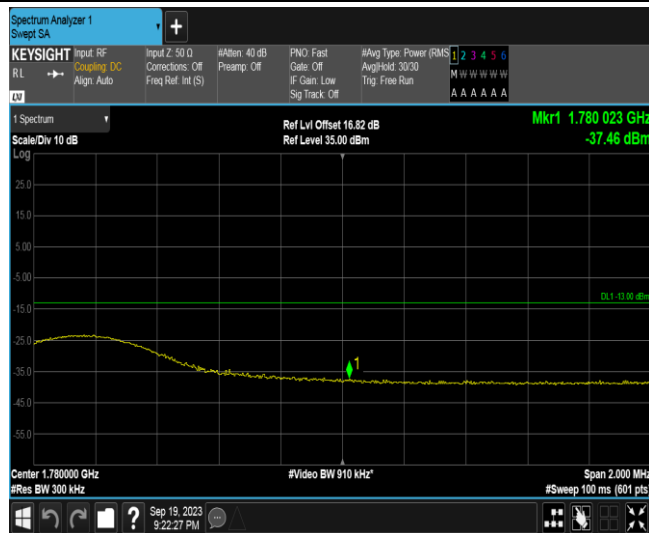 Spectrum Analyzer 1
Swept SA
KEYSIGHT
RL
LXI
Input: RF
Coupling: DC
Align: Auto
Input Z: 50 Ω
Corrections: Off
Freq Ref: Int (S)
#Atten: 40 dB
Preamp: Off
PNO: Fast
Gate: Off
IF Gain: Low
Sig Track: Off
#Avg Type: Power (RMS
Avg|Hold: 30/30
Trig: Free Run
1 2 3 4 5 6
M W W W W W
A A A A A A
1 Spectrum
Scale/Div 10 dB
Log
Ref Lvl Offset 16.82 dB
Ref Level 35.00 dBm
Mkr1 1.780 023 GHz
-37.46 dBm
25.0
15.0
5.00
-5.00
DL1 -13.00 dBm
-15.0
-25.0
1
-35.0
-45.0
-55.0
Center 1.780000 GHz
#Res BW 300 kHz
#Video BW 910 kHz*
Span 2.000 MHz
#Sweep 100 ms (601 pts)
?
Sep 19, 2023
9:22:27 PM